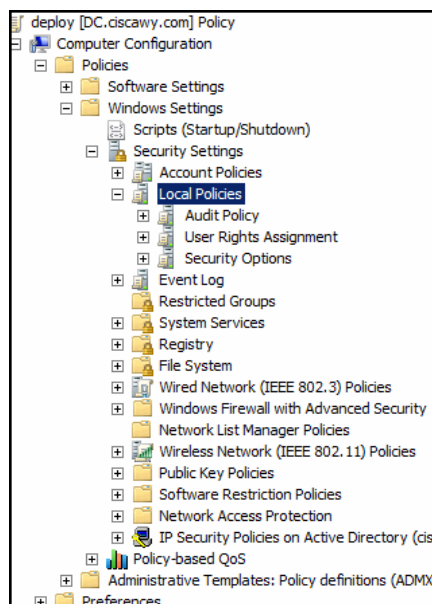 deploy [DC.ciscawy.com] Policy
Computer Configuration
Policies
Software Settings
Windows Settings
Scripts (Startup/Shutdown)
Security Settings
Account Policies
Local Policies
Audit Policy
User Rights Assignment
Security Options
Event Log
Restricted Groups
System Services
Registry
File System
Wired Network (IEEE 802.3) Policies
Windows Firewall with Advanced Security
Network List Manager Policies
Wireless Network (IEEE 802.11) Policies
Public Key Policies
Software Restriction Policies
Network Access Protection
IP Security Policies on Active Directory (cis
Policy-based QoS
Administrative Templates: Policy definitions (ADMX
Preferences